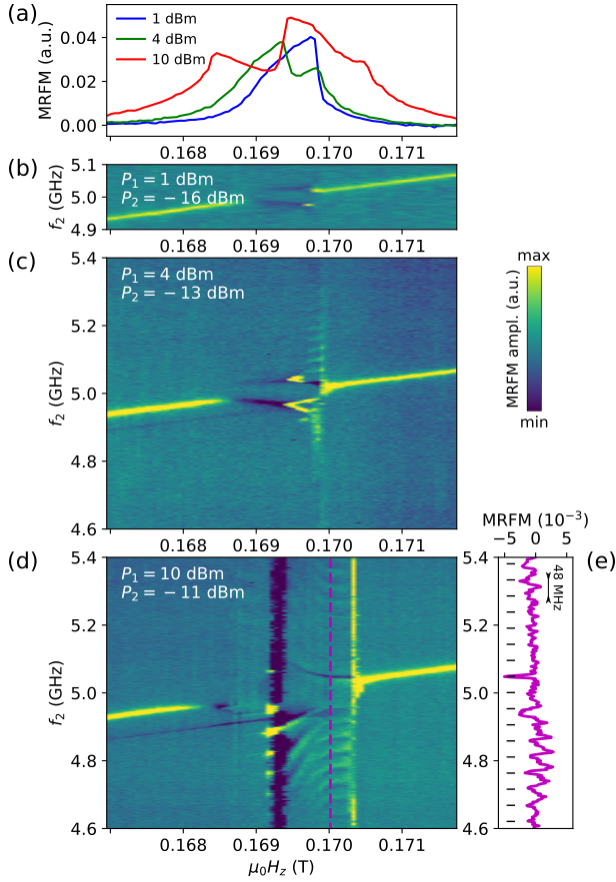 (a)
MRFM (a.u.)
0.04
0.02
0.00
1 dBm
4 dBm
10 dBm
0.168 0.169 0.170 0.171
(b)
f₂ (GHz)
5.1
5.0
4.9
P₁ = 1 dBm
P₂ = −16 dBm
0.168 0.169 0.170 0.171
(c)
f₂ (GHz)
5.4
5.2
5.0
4.8
4.6
P₁ = 4 dBm
P₂ = −13 dBm
0.168 0.169 0.170 0.171
max
MRFM ampl. (a.u.)
min
(d)
f₂ (GHz)
5.4
5.2
5.0
4.8
4.6
P₁ = 10 dBm
P₂ = −11 dBm
0.168 0.169 0.170 0.171
μ₀H_z (T)
MRFM (10⁻³)
−5 0 5
(e)
5.4
5.2
5.0
4.8
4.6
48 MHz